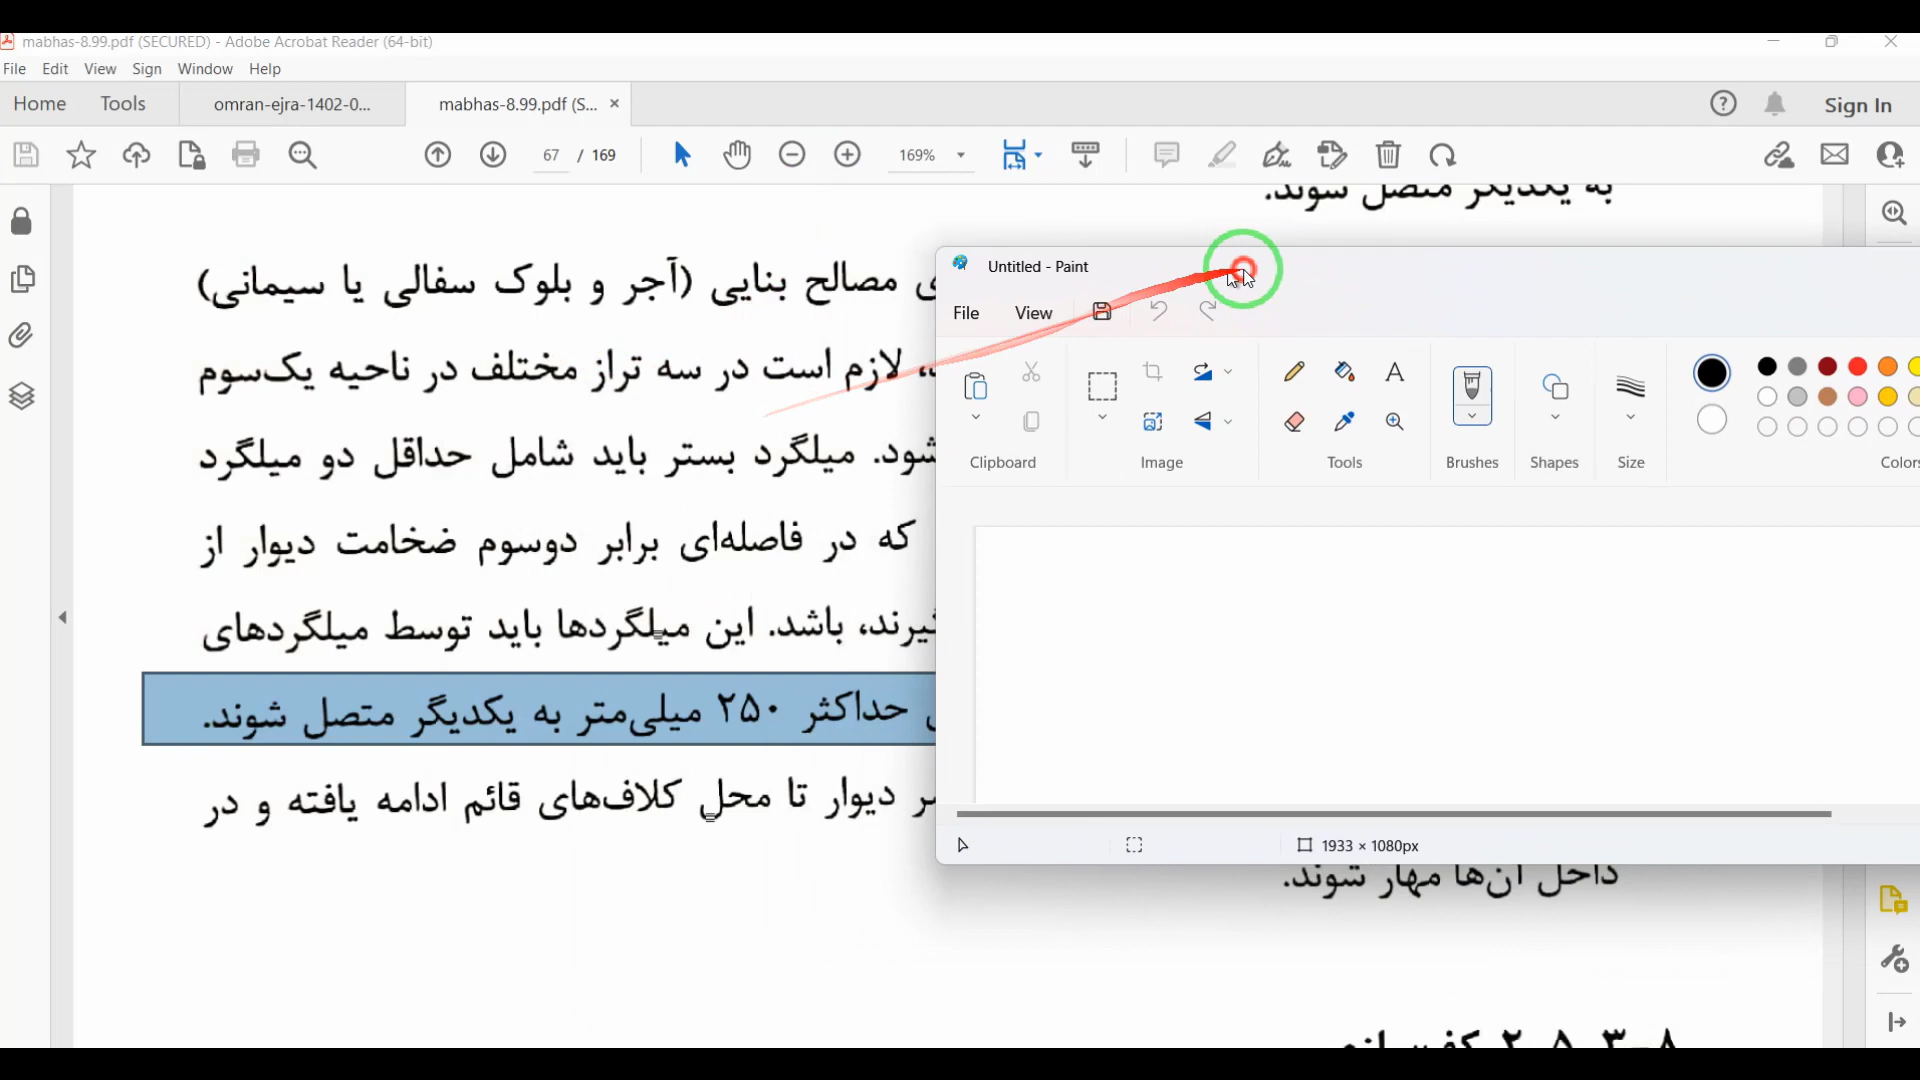 mabhas-8.99.pdf (SECURED) - Adobe Acrobat Reader (64-bit)
File Edit View Sign Window Help
Home Tools omran-ejra-1402-0... mabhas-8.99.pdf (S... × Sign In
67 / 169 169%
به یکدیگر متصل شوند.
مصالح بنایی (آجر و بلوک سفالی یا سیمانی)
لازم است در سه تراز مختلف در ناحیه یک‌سوم
شود. میلگرد بستر باید شامل حداقل دو میلگرد
که در فاصله‌ای برابر دوسوم ضخامت دیوار از
گیرند، باشد. این میلگردها باید توسط میلگردهای
حداکثر ۲۵۰ میلی‌متر به یکدیگر متصل شوند.
دیوار تا محل کلاف‌های قائم ادامه یافته و در
داخل آن‌ها مهار شوند.
Untitled - Paint
File View
Clipboard Image Tools Brushes Shapes Size Colors
1933 × 1080px